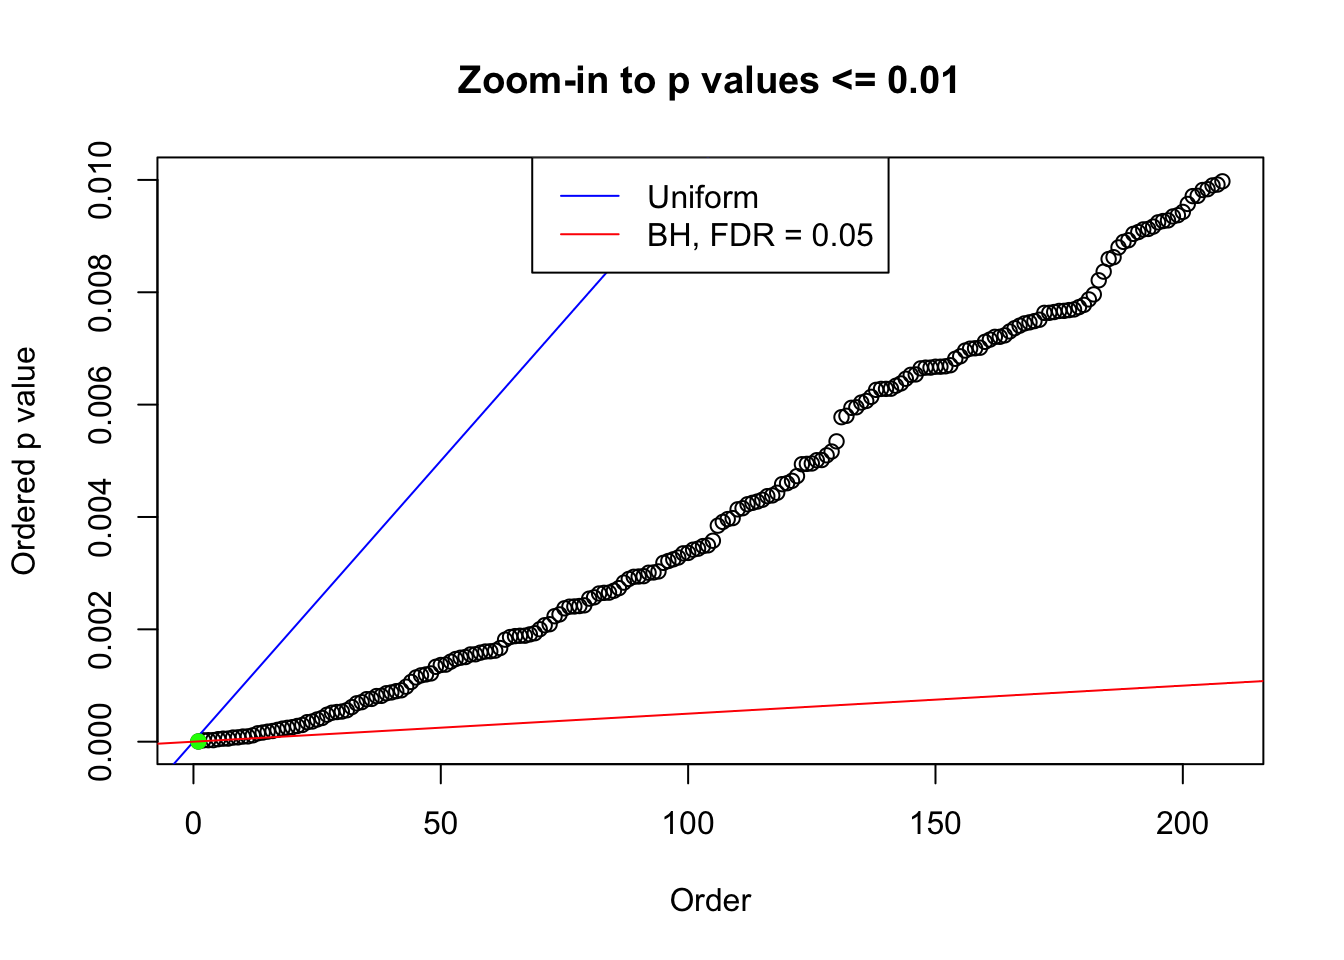 Zoom-in to p values <= 0.01
Uniform
BH, FDR = 0.05
Ordered p value
0.010
0.008
0.006
0.004
0.002
0.000
0 50 100 150 200
Order